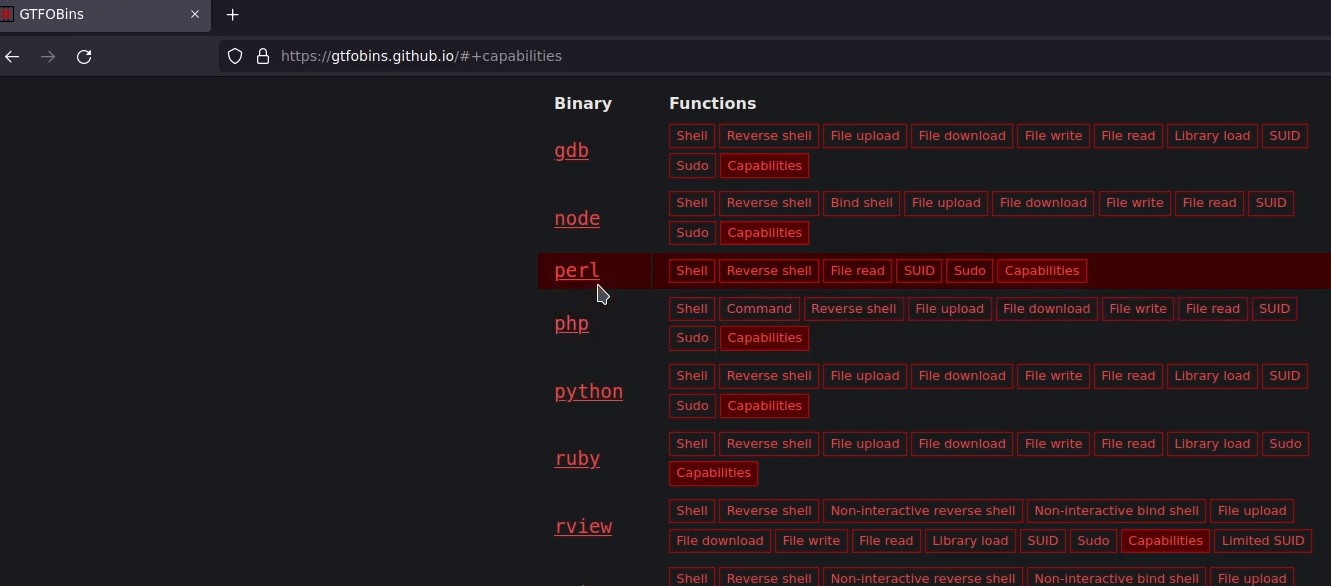 GTFOBins
https://gtfobins.github.io/#+capabilities
Binary Functions
gdb Shell Reverse shell File upload File download File write File read Library load SUID
Sudo Capabilities
node Shell Reverse shell Bind shell File upload File download File write File read SUID
Sudo Capabilities
perl Shell Reverse shell File read SUID Sudo Capabilities
php Shell Command Reverse shell File upload File download File write File read SUID
Sudo Capabilities
python Shell Reverse shell File upload File download File write File read Library load SUID
Sudo Capabilities
ruby Shell Reverse shell File upload File download File write File read Library load Sudo
Capabilities
rview Shell Reverse shell Non-interactive reverse shell Non-interactive bind shell File upload
File download File write File read Library load SUID Sudo Capabilities Limited SUID
Shell Reverse shell Non-interactive reverse shell Non-interactive bind shell File upload